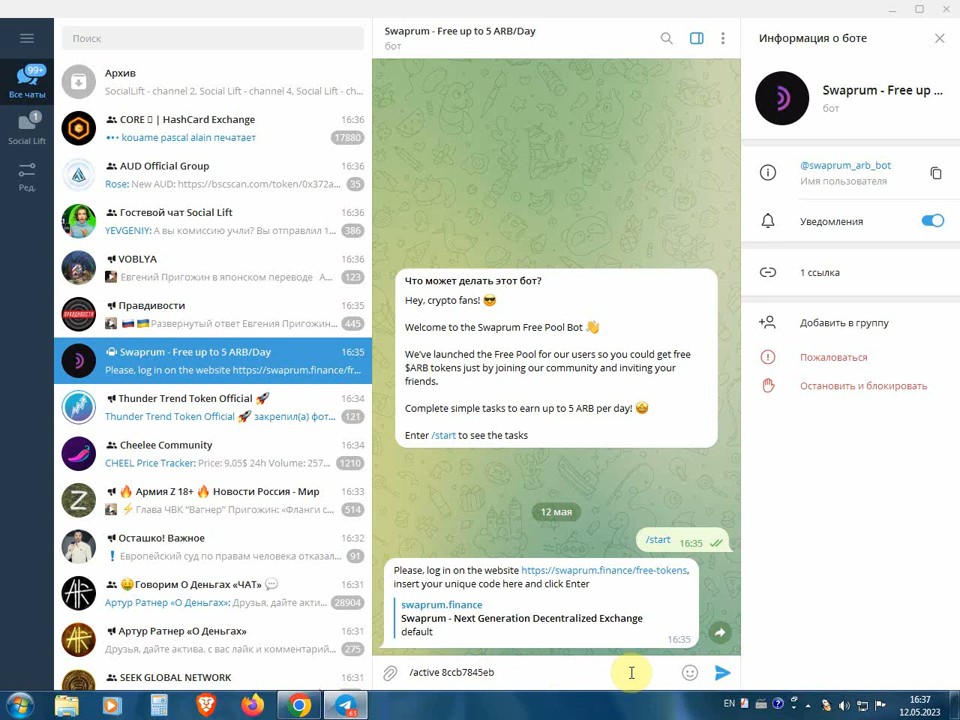 Поиск
Swaprum - Free up to 5 ARB/Day
бот
Информация о боте
99+
Все чаты
1
Social Lift
Ред.
Архив
SocialLift - channel 2, Social Lift - channel 4, Social Lift - ch...
CORE | HashCard Exchange 16:36
kouame pascal alain печатает 17880
AUD Official Group 16:36
Rose: New AUD: https://bscscan.com/token/0x372a... 35
Гостевой чат Social Lift 16:36
YEVGENIY: А вы комиссию учли? Вы отправили 1... 386
VOBLYA 16:36
Евгений Пригожин в японском переводе А... 123
Правдивости 16:35
Развернутый ответ Евгения Пригожин... 445
Swaprum - Free up to 5 ARB/Day 16:35
Please, log in on the website https://swaprum.finance/fr...
Thunder Trend Token Official 🚀 16:34
Thunder Trend Token Official 🚀 закрепил(а) фот... 121
Cheelee Community 16:34
CHEEL Price Tracker: Price: 9.05$ 24h Volume: 257... 1210
🔥 Армия Z 18+ 🔥 Новости Россия - Мир 16:33
⚡Глава ЧВК "Вагнер" Пригожин: «Фланги с... 514
Осташко! Важное 16:32
❗ Европейский суд по правам человека отказал... 91
🤑Говорим О Деньгах «ЧАТ» 💬 16:31
Артур Ратнер «О Деньгах»: Друзья, дайте акти... 28904
Артур Ратнер «О Деньгах» 16:31
Друзья, дайте актива, с вас лайк и комментарий... 275
SEEK GLOBAL NETWORK 16:31
Что может делать этот бот?
Hey, crypto fans! 😎
Welcome to the Swaprum Free Pool Bot 👋
We've launched the Free Pool for our users so you could get free
$ARB tokens just by joining our community and inviting your
friends.
Complete simple tasks to earn up to 5 ARB per day! 🤩
Enter /start to see the tasks
12 мая
/start 16:35
Please, log in on the website https://swaprum.finance/free-tokens,
insert your unique code here and click Enter
swaprum.finance
Swaprum - Next Generation Decentralized Exchange
default
16:35
/active 8ccb7845eb
Swaprum - Free up ...
бот
@swaprum_arb_bot
Имя пользователя
Уведомления
1 ссылка
Добавить в группу
Пожаловаться
Остановить и блокировать
61
EN
16:37
12.05.2023